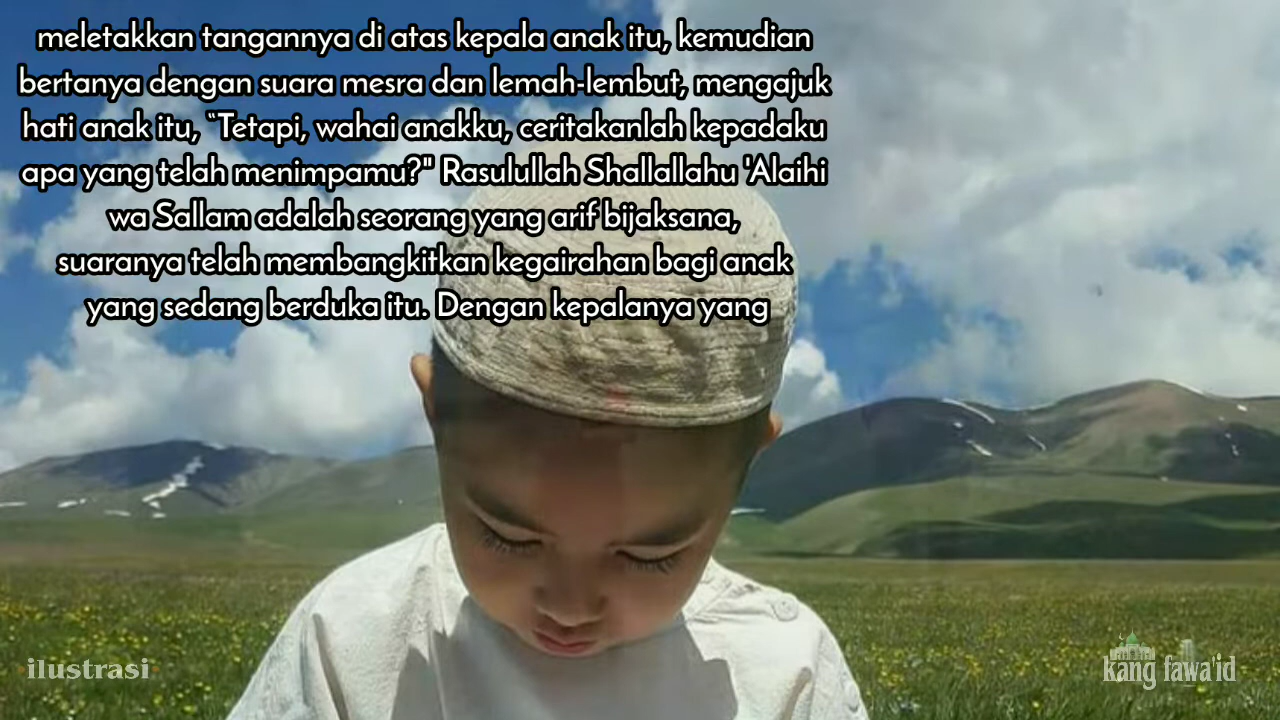 meletakkan tangannya di atas kepala anak itu, kemudian
bertanya dengan suara mesra dan lemah-lembut, mengajuk
hati anak itu, “Tetapi, wahai anakku, ceritakanlah kepadaku
apa yang telah menimpamu?" Rasulullah Shallallahu 'Alaihi
wa Sallam adalah seorang yang arif bijaksana,
suaranya telah membangkitkan kegairahan bagi anak
yang sedang berduka itu. Dengan kepalanya yang
ilustrasi
kang fawa'id